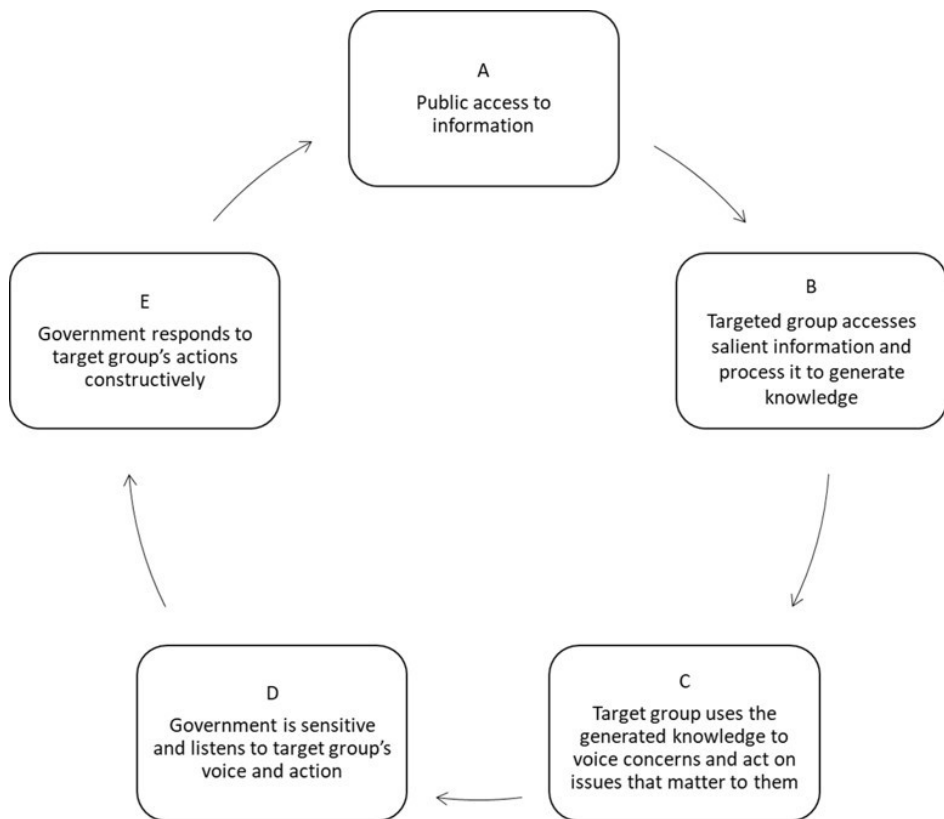 A
Public access to
information
B
Targeted group accesses
salient information and
process it to generate
knowledge
C
Target group uses the
generated knowledge to
voice concerns and act on
issues that matter to them
D
Government is sensitive
and listens to target group’s
voice and action
E
Government responds to
target group’s actions
constructively